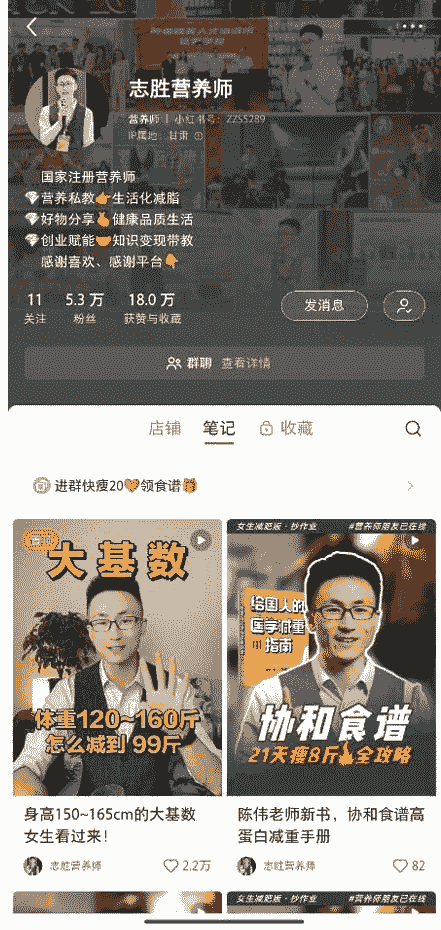 志胜营养师
营养师 | 小红书号：ZZS5289
IP属地：甘肃
国家注册营养师
💎营养私教👉生活化减脂
💎好物分享🫰健康品质生活
💎创业赋能🤝知识变现带教
感谢喜欢、感谢平台👇
11 5.3 万 18.0 万
关注 粉丝 获赞与收藏
发消息
群聊 查看详情
店铺 笔记 收藏
进群快瘦20🧡领食谱🎁
置顶
大基数
体重120~160斤
怎么减到 99斤
身高150~165cm的大基数
女生看过来！
志胜营养师 2.2万
女生减肥版·抄作业 #营养师朋友已在线
给国人的
医学减重
指南
协和食谱
21天瘦8斤🔥全攻略
陈伟老师新书，协和食谱高
蛋白减重手册
志胜营养师 82
女生减肥版·抄作业 #营养师朋友已在线